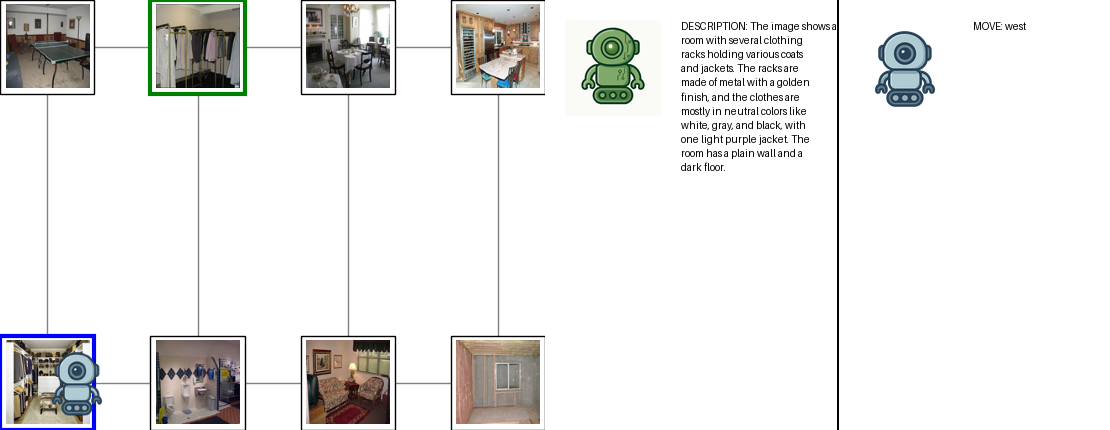 DESCRIPTION: The image shows a
room with several clothing
racks holding various coats
and jackets. The racks are
made of metal with a golden
finish, and the clothes are
mostly in neutral colors like
white, gray, and black, with
one light purple jacket. The
room has a plain wall and a
dark floor.
MOVE: west